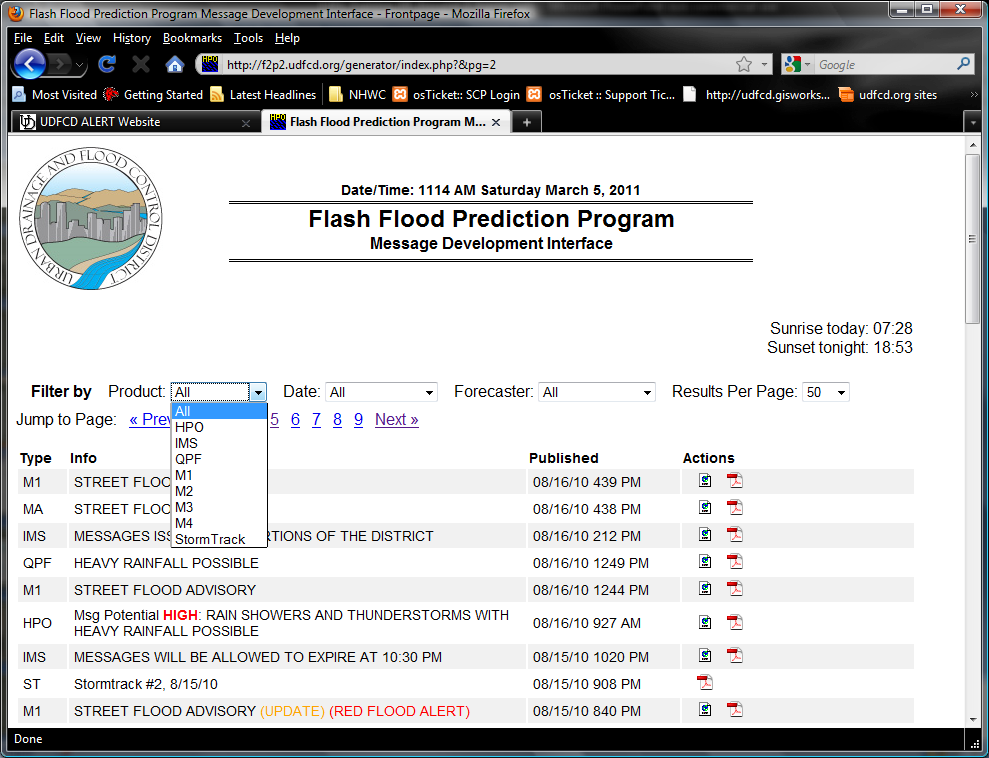 Flash Flood Prediction Program Message Development Interface - Frontpage - Mozilla Firefox
File Edit View History Bookmarks Tools Help
http://f2p2.udfcd.org/generator/index.php?&pg=2 Google
Most Visited Getting Started Latest Headlines NHWC osTicket:: SCP Login osTicket :: Support Tic... http://udfcd.gisworks... udfcd.org sites
UDFCD ALERT Website Flash Flood Prediction Program M...
URBAN DRAINAGE AND FLOOD CONTROL DISTRICT
Date/Time: 1114 AM Saturday March 5, 2011
Flash Flood Prediction Program
Message Development Interface
Sunrise today: 07:28
Sunset tonight: 18:53
Filter by Product: All Date: All Forecaster: All Results Per Page: 50
Jump to Page: « Prev 5 6 7 8 9 Next »
All
HPO
IMS
QPF
M1
M2
M3
M4
StormTrack
Type Info Published Actions
M1 STREET FLOO 08/16/10 439 PM
MA STREET FLOO 08/16/10 438 PM
IMS MESSAGES ISS RTIONS OF THE DISTRICT 08/16/10 212 PM
QPF HEAVY RAINFALL POSSIBLE 08/16/10 1249 PM
M1 STREET FLOOD ADVISORY 08/16/10 1244 PM
HPO Msg Potential HIGH: RAIN SHOWERS AND THUNDERSTORMS WITH 08/16/10 927 AM
HEAVY RAINFALL POSSIBLE
IMS MESSAGES WILL BE ALLOWED TO EXPIRE AT 10:30 PM 08/15/10 1020 PM
ST Stormtrack #2, 8/15/10 08/15/10 908 PM
M1 STREET FLOOD ADVISORY (UPDATE) (RED FLOOD ALERT) 08/15/10 840 PM
Done